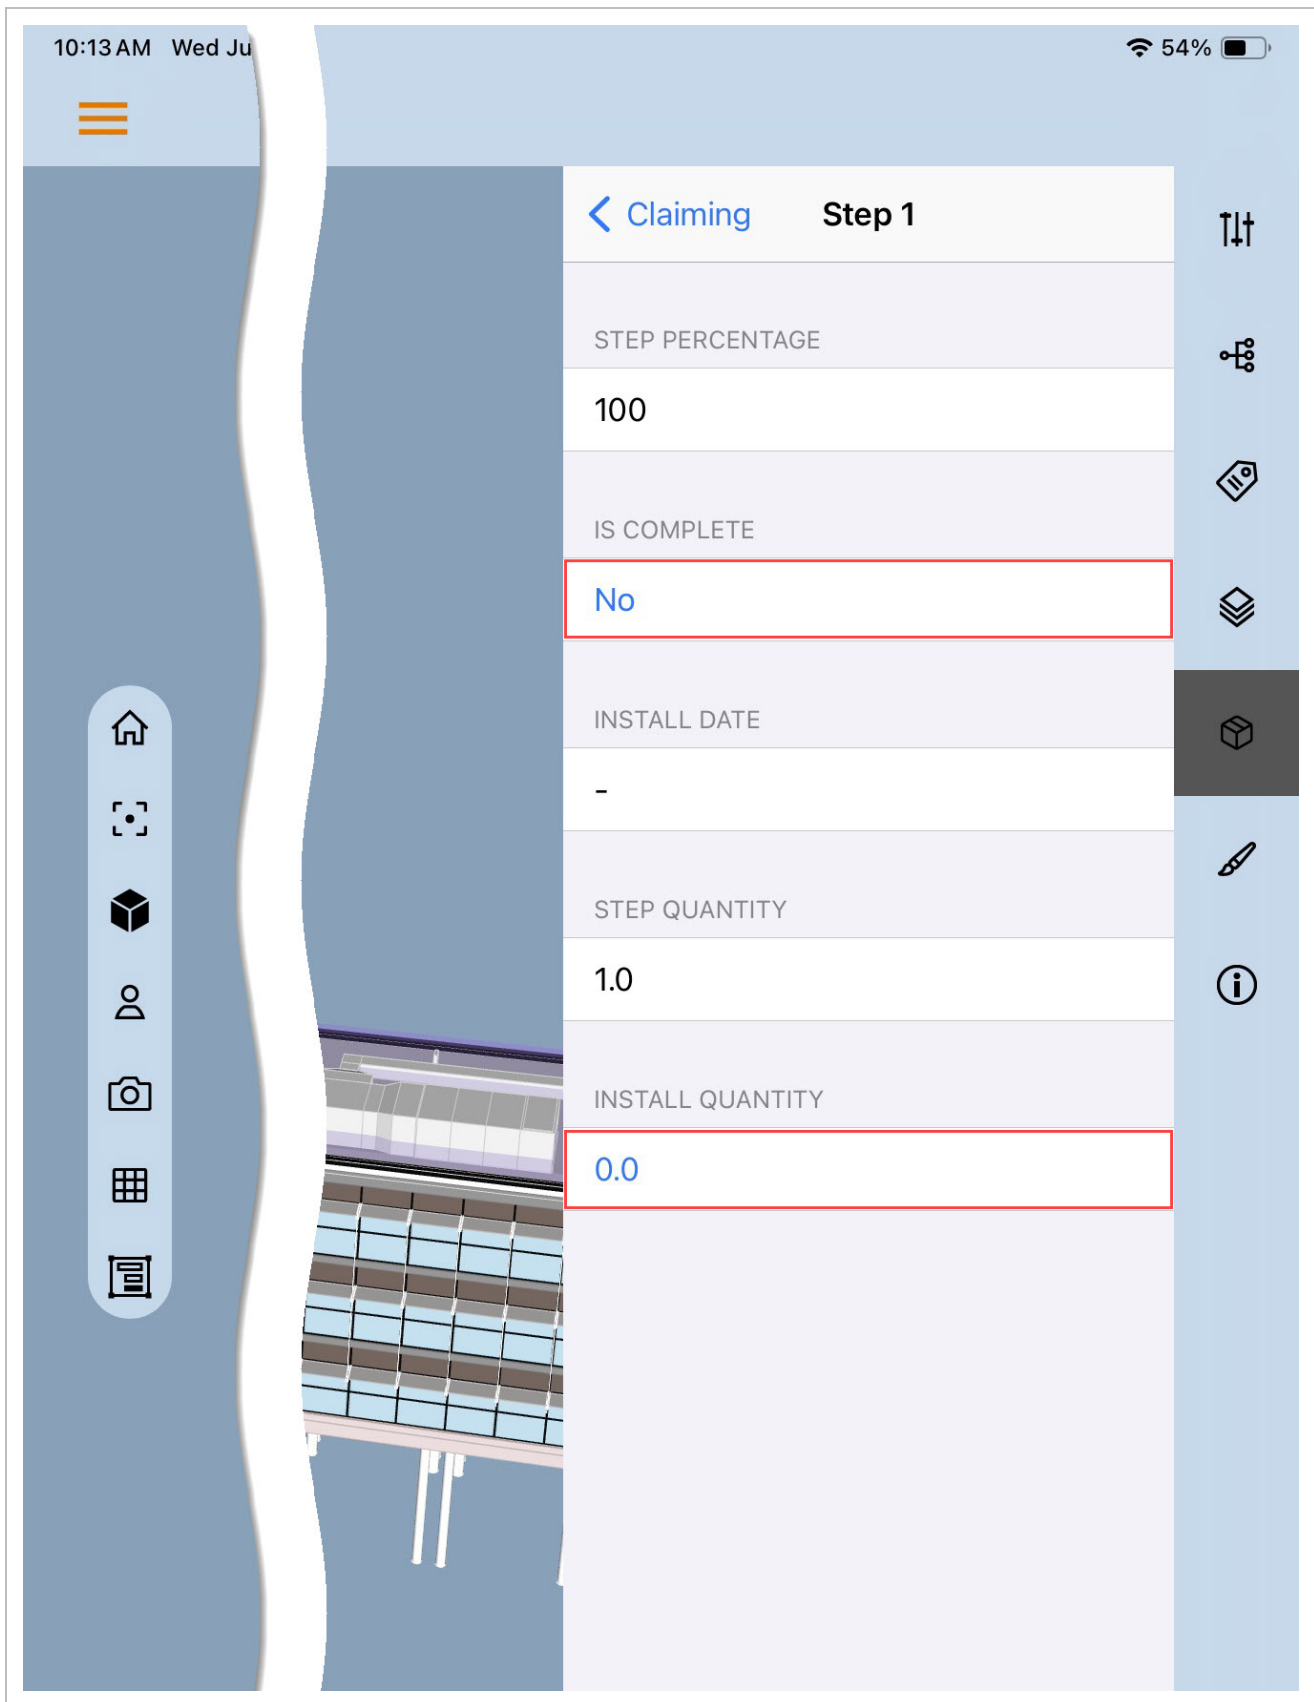 10:13 AM Wed Ju
54%
Claiming Step 1
STEP PERCENTAGE
100
IS COMPLETE
No
INSTALL DATE
-
STEP QUANTITY
1.0
INSTALL QUANTITY
0.0